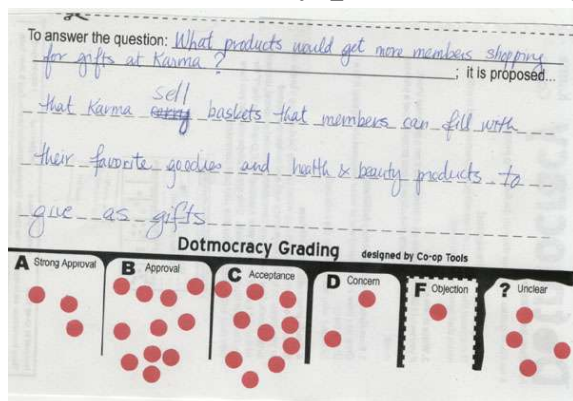 To answer the question: What products would get more members shopping
for gifts at Karma? ; it is proposed...
sell
that Karma carry baskets that members can fill with
their favorite goodies and health & beauty products to
give as gifts
Dotmocracy Grading designed by Co-op Tools
A Strong Approval B Approval C Acceptance D Concern F Objection ? Unclear